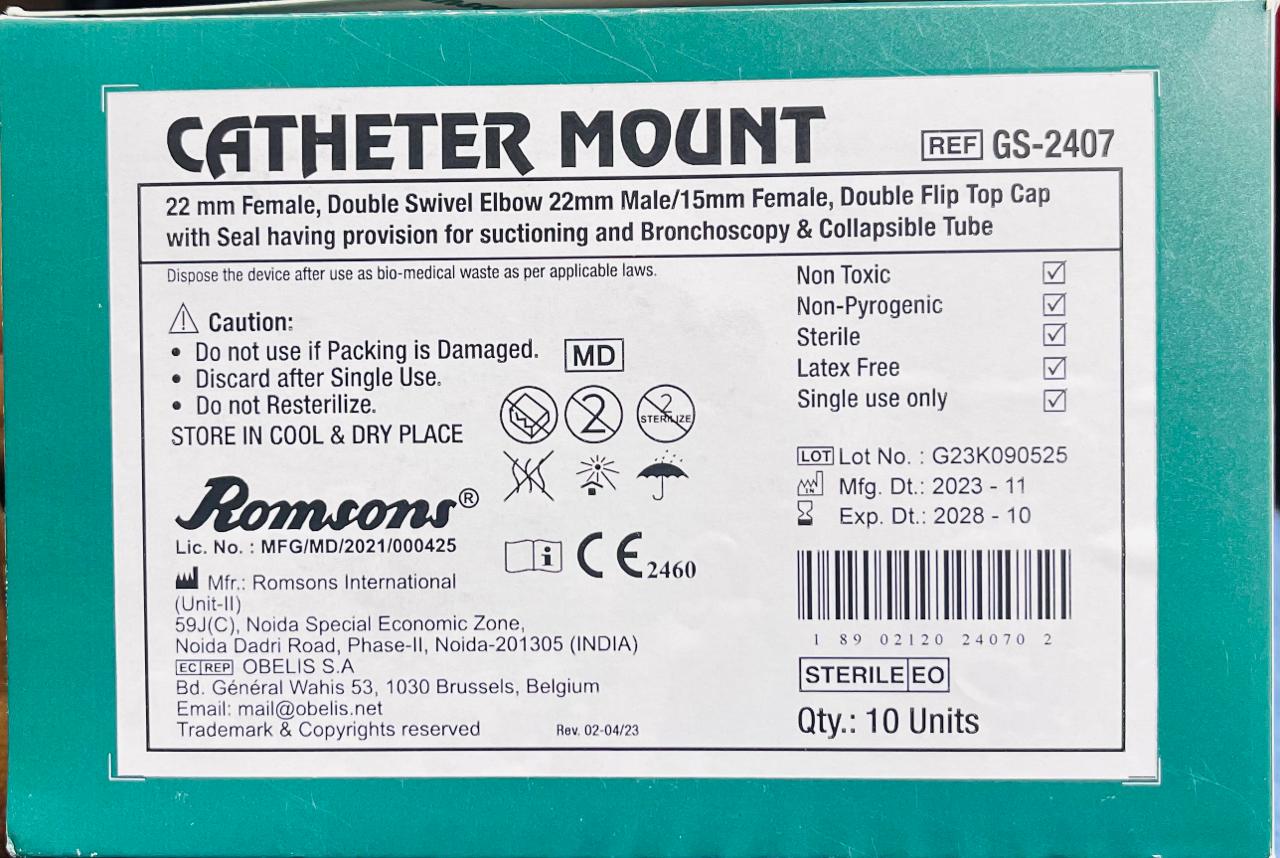 CATHETER MOUNT
REF GS-2407
22 mm Female, Double Swivel Elbow 22mm Male/15mm Female, Double Flip Top Cap
with Seal having provision for suctioning and Bronchoscopy & Collapsible Tube
Dispose the device after use as bio-medical waste as per applicable laws.
Caution:
• Do not use if Packing is Damaged.
• Discard after Single Use.
• Do not Resterilize.
STORE IN COOL & DRY PLACE
MD
2
2
STERILIZE
Romsons®
Lic. No. : MFG/MD/2021/000425
Mfr.: Romsons International
(Unit-II)
59J(C), Noida Special Economic Zone,
Noida Dadri Road, Phase-II, Noida-201305 (INDIA)
EC REP OBELIS S.A
Bd. Général Wahis 53, 1030 Brussels, Belgium
Email: mail@obelis.net
Trademark & Copyrights reserved
Rev. 02-04/23
i CE 2460
Non Toxic ☑
Non-Pyrogenic ☑
Sterile ☑
Latex Free ☑
Single use only ☑
LOT Lot No. : G23K090525
IN Mfg. Dt.: 2023 - 11
Exp. Dt.: 2028 - 10
1 89 02120 24070 2
STERILE EO
Qty.: 10 Units